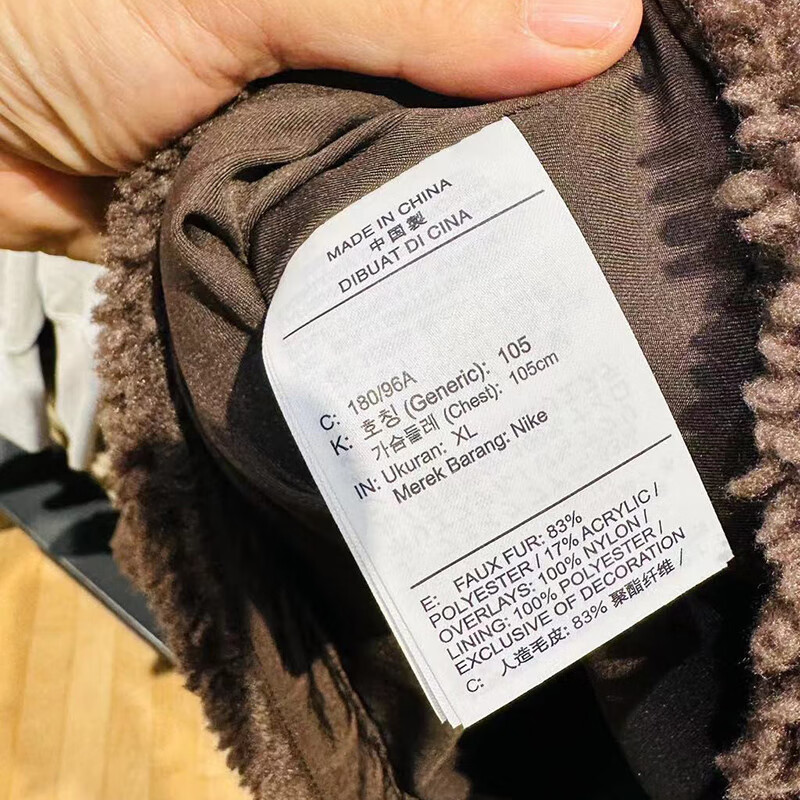 MADE IN CHINA
中国製
DIBUAT DI CINA
C: 180/96A
K: 호칭 (Generic): 105
가슴둘레 (Chest): 105cm
IN: Ukuran: XL
Merek Barang: Nike
E: FAUX FUR: 83%
POLYESTER / 17% ACRYLIC /
OVERLAYS: 100% NYLON /
LINING: 100% POLYESTER /
EXCLUSIVE OF DECORATION
C: 人造毛皮: 83% 聚酯纤维 /